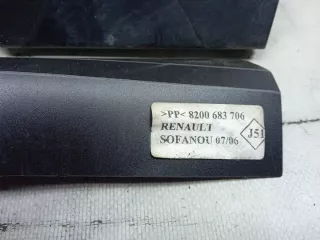 >PP< 8200 683 706
RENAULT
SOFANOU 07/06
J51